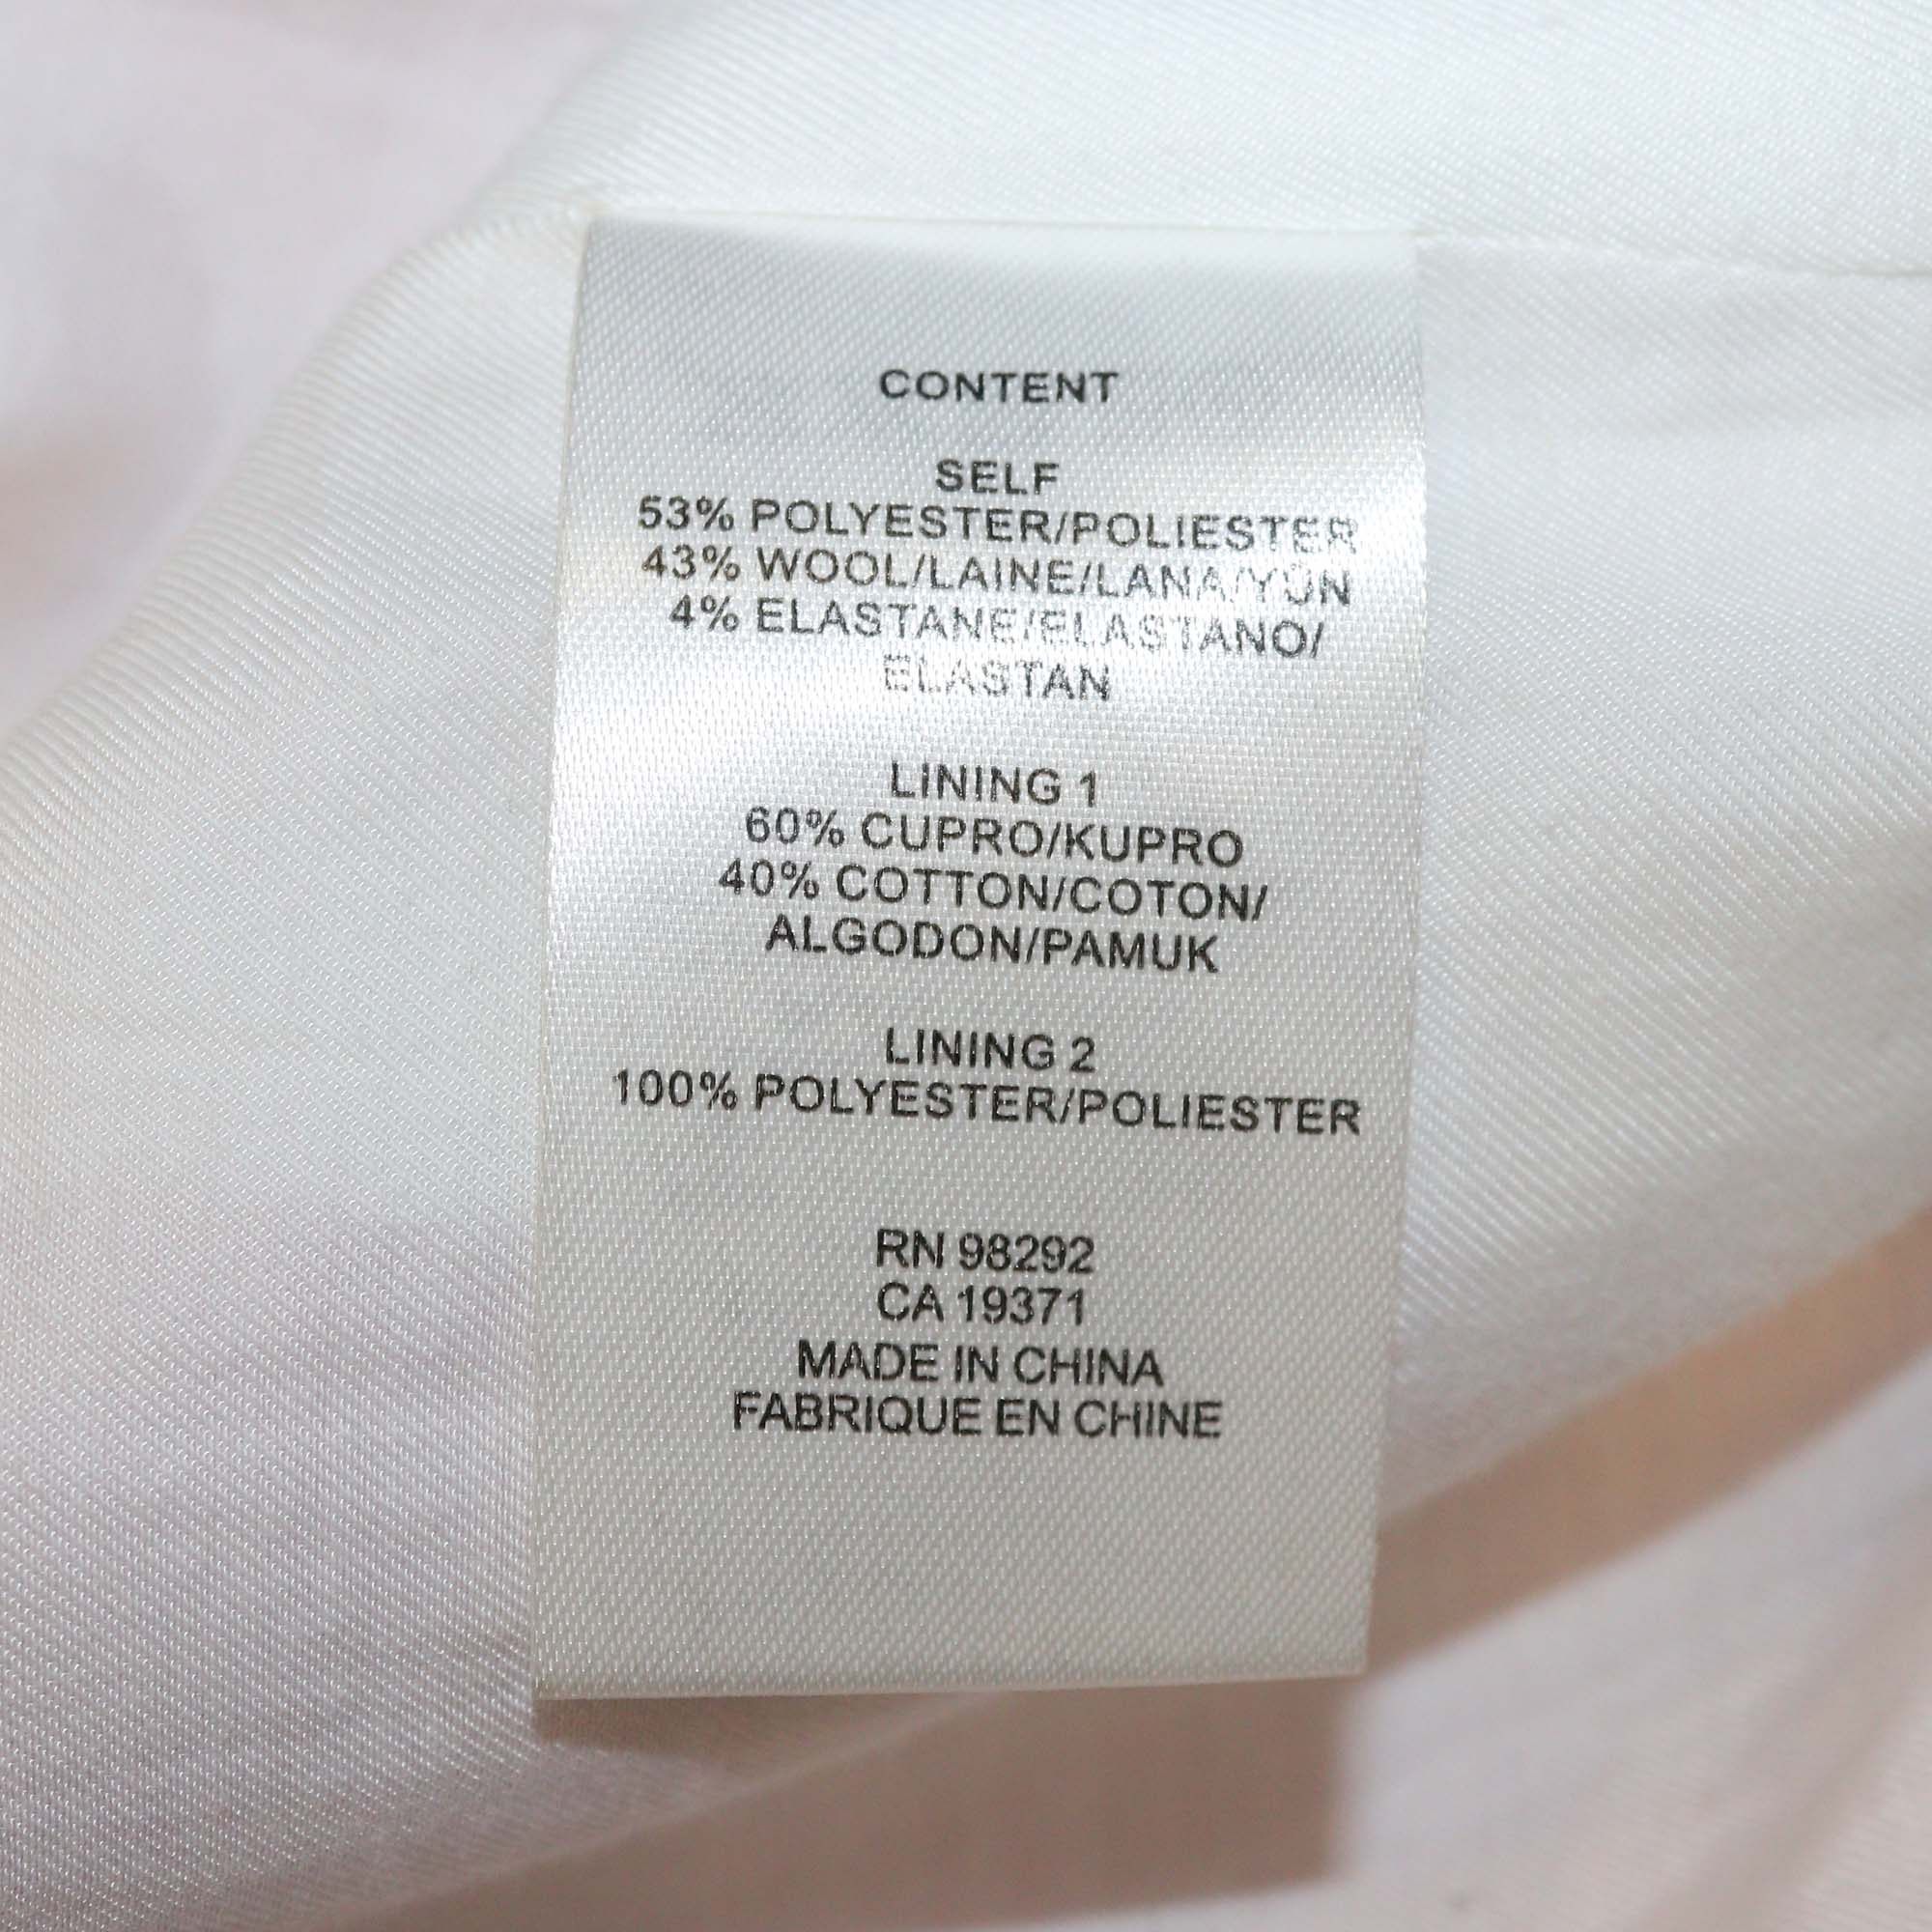 CONTENT
SELF
53% POLYESTER/POLIESTER
43% WOOL/LAINE/LANA/YÜN
4% ELASTANE/ELASTANO/
ELASTAN
LINING 1
60% CUPRO/KUPRO
40% COTTON/COTON/
ALGODON/PAMUK
LINING 2
100% POLYESTER/POLIESTER
RN 98292
CA 19371
MADE IN CHINA
FABRIQUE EN CHINE